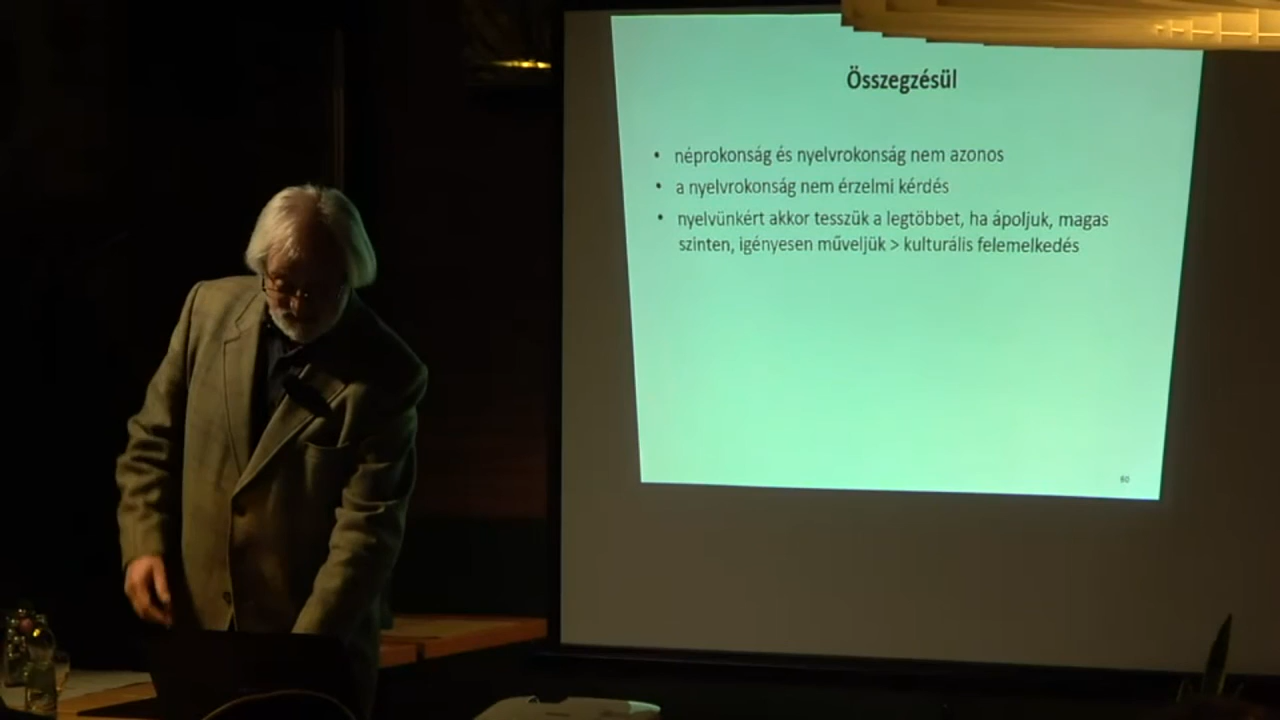 Összegzésül
• néprokonság és nyelvrokonság nem azonos
• a nyelvrokonság nem érzelmi kérdés
• nyelvünkért akkor tesszük a legtöbbet, ha ápoljuk, magas
szinten, igényesen műveljük > kulturális felemelkedés
60